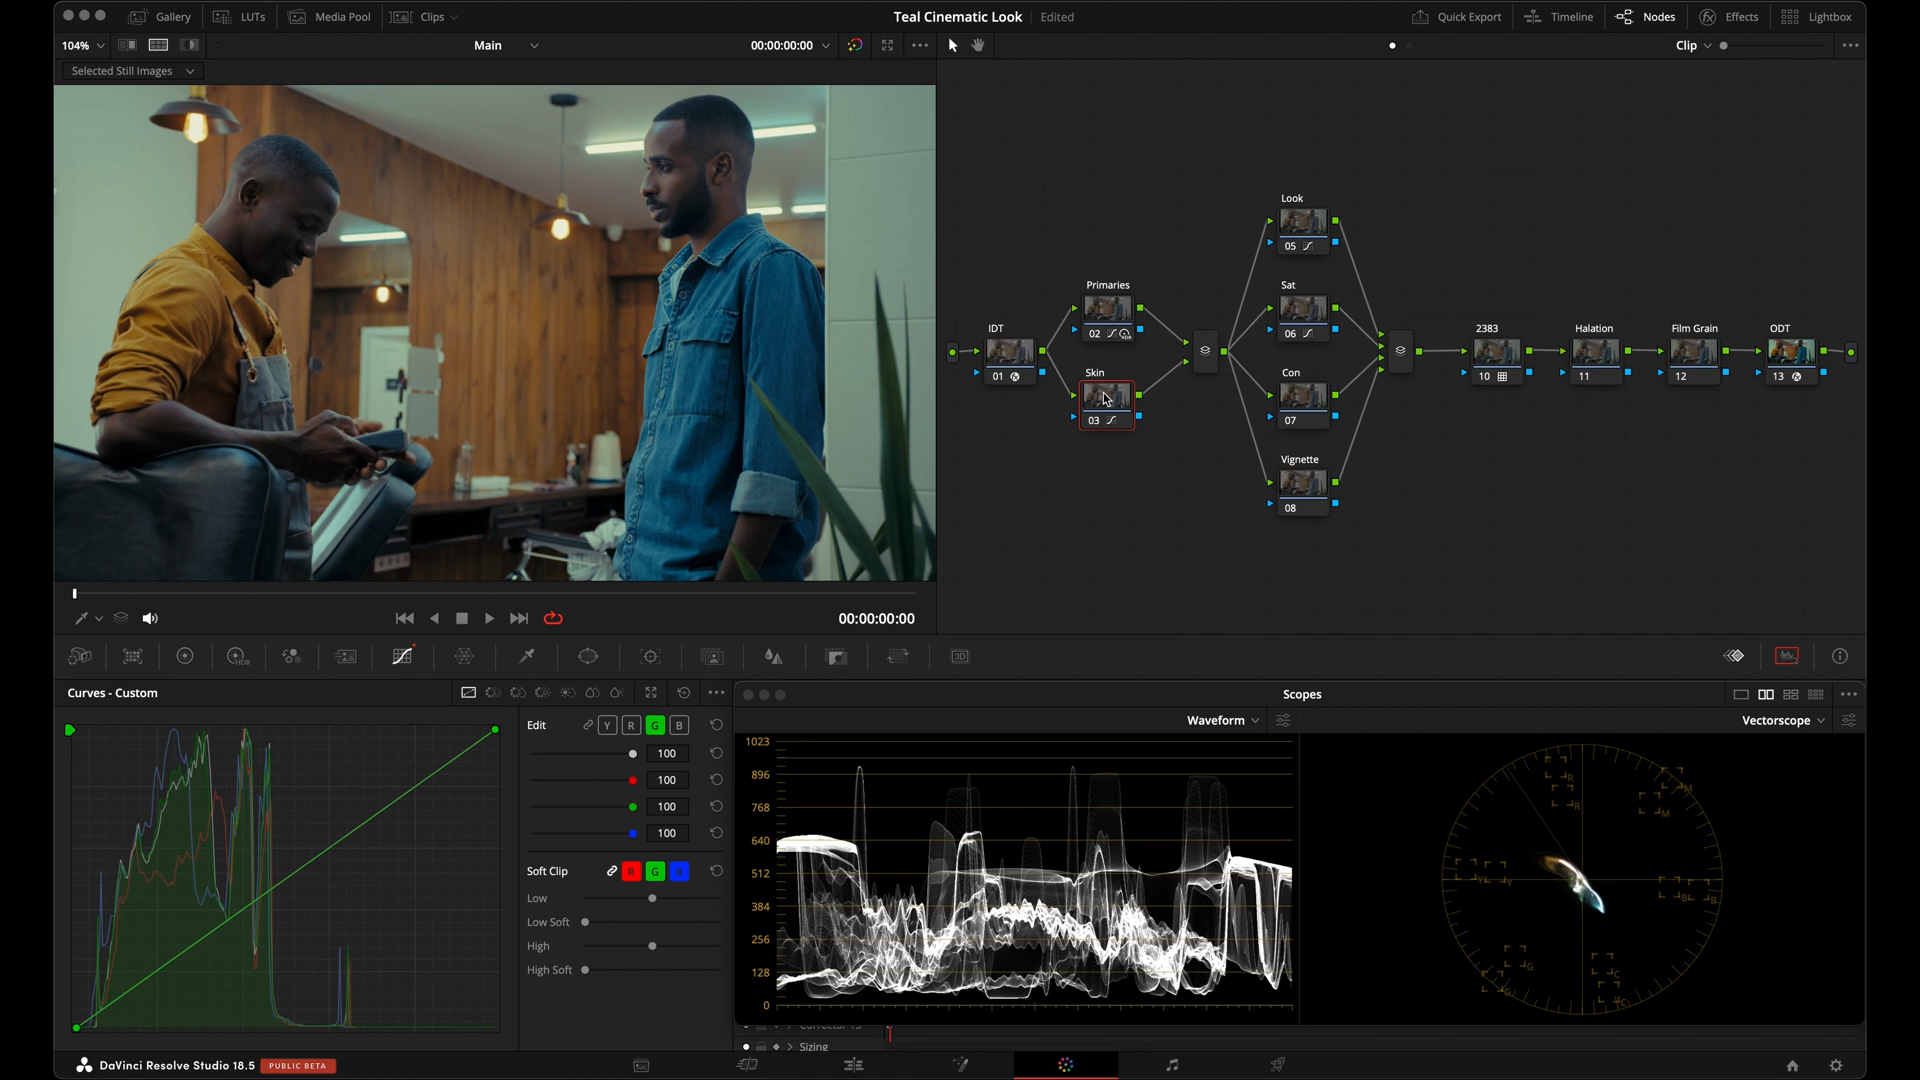 Gallery
LUTs
Media Pool
Clips
Teal Cinematic Look
Edited
Quick Export
Timeline
Nodes
Effects
Lightbox
104%
Main
00:00:00:00
Clip
Selected Still Images
Look
05
Primaries
Sat
02
HDR
06
IDT
2383
Halation
Film Grain
ODT
01
10
11
12
13
Skin
Con
03
07
Vignette
08
00:00:00:00
HDR
3D
Curves - Custom
Scopes
Edit
Y
R
G
B
Waveform
Vectorscope
100
100
100
100
Soft Clip
R
G
B
Low
Low Soft
High
High Soft
1023
896
768
640
512
384
256
128
0
R
R
M
M
Y
Y
B
B
G
G
C
C
Sizing
DaVinci Resolve Studio 18.5
PUBLIC BETA